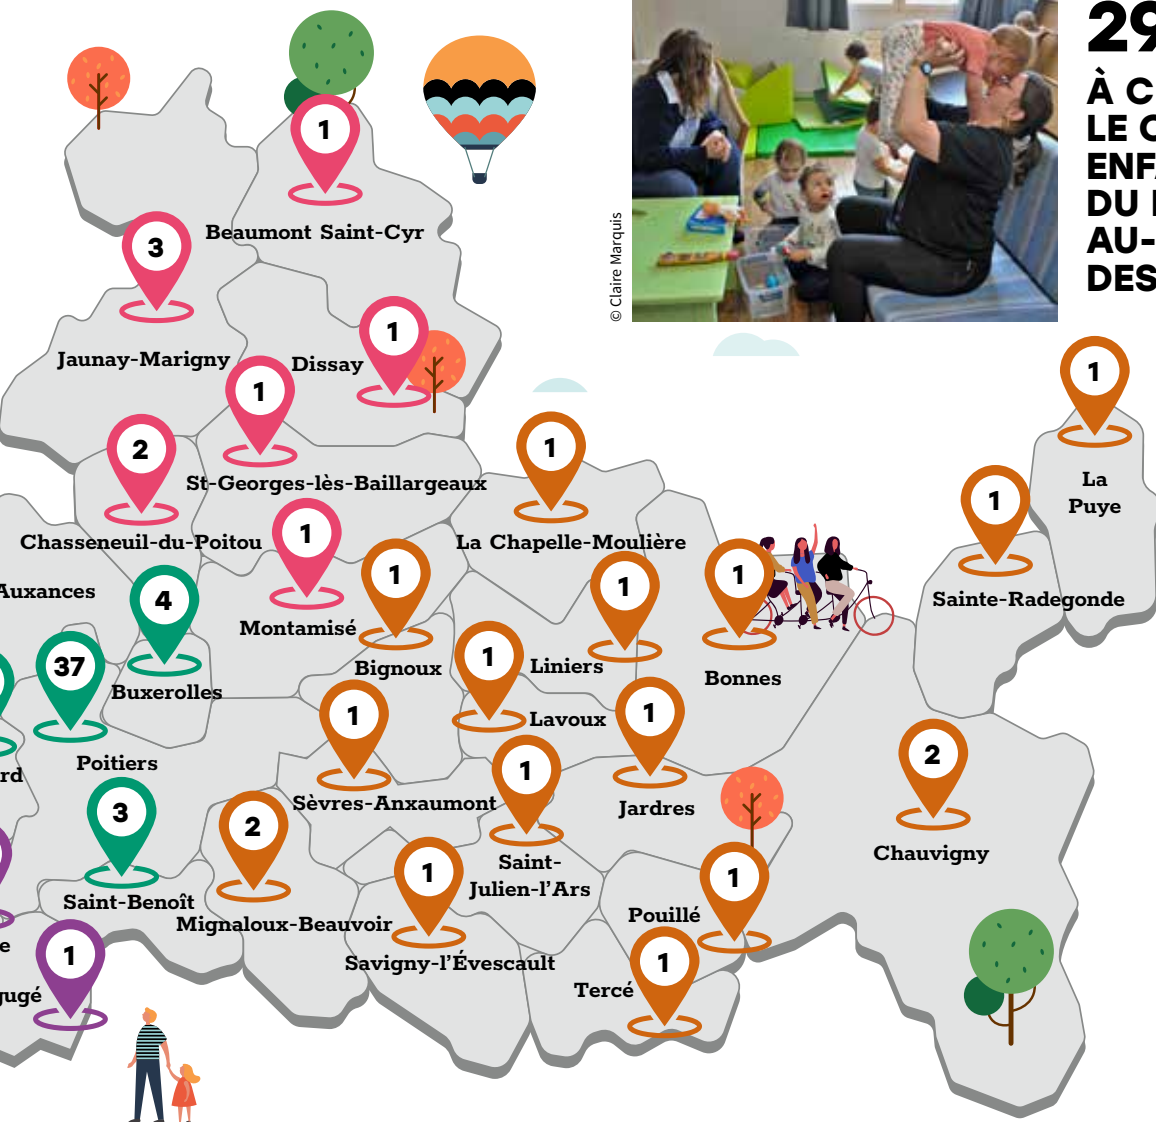 29
À C
LE C
ENFA
DU
AU-
DES
© Claire Marquis
1
Beaumont Saint-Cyr
3
Jaunay-Marigny
1
Dissay
1
St-Georges-lès-Baillargeaux
2
Chasseneuil-du-Poitou
1
Montamisé
1
La Chapelle-Moulière
1
La
Puye
1
Sainte-Radegonde
Auxances
4
Buxerolles
37
Poitiers
1
Bignoux
1
Liniers
1
Bonnes
1
Lavoux
1
Jardres
1
Sèvres-Anxaumont
1
Saint-
Julien-l'Ars
2
Chauvigny
rd
3
Saint-Benoît
2
Mignaloux-Beauvoir
1
Savigny-l'Évescault
1
Pouillé
1
Tercé
e
1
gugé